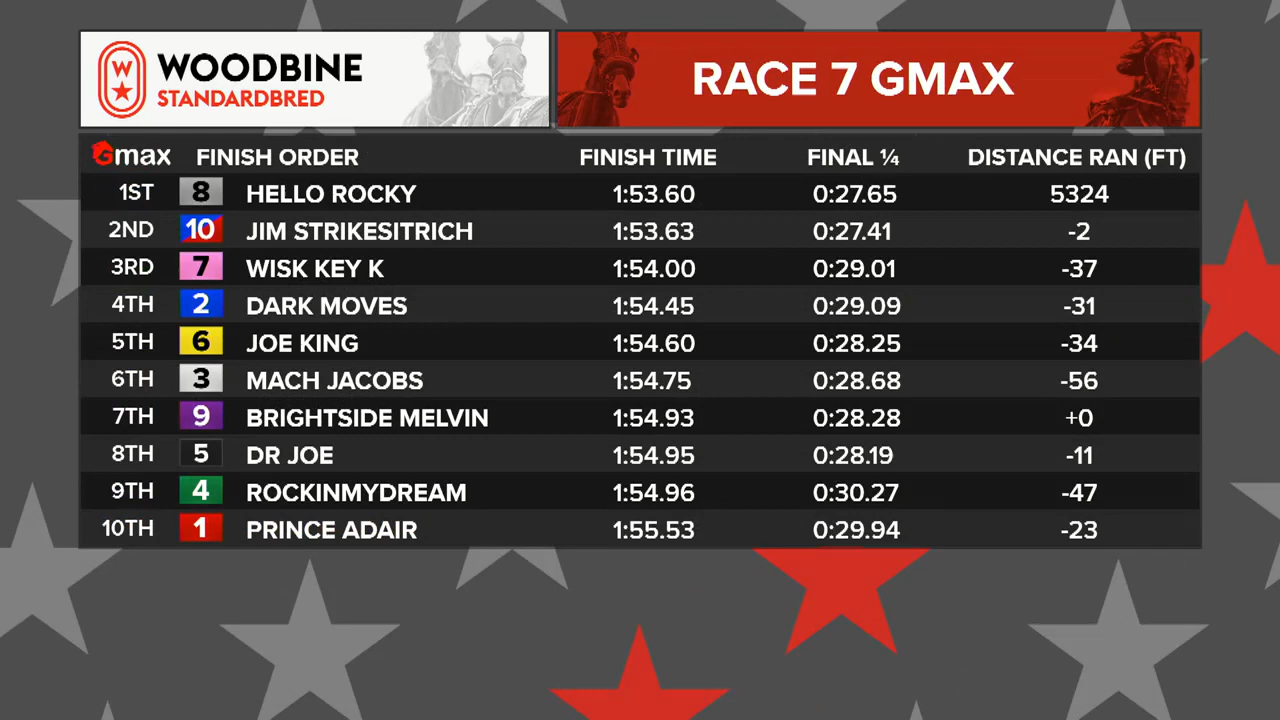 W
WOODBINE
STANDARDBRED
RACE 7 GMAX
Gmax FINISH ORDER FINISH TIME FINAL ¼ DISTANCE RAN (FT)
1ST 8 HELLO ROCKY 1:53.60 0:27.65 5324
2ND 10 JIM STRIKESITRICH 1:53.63 0:27.41 -2
3RD 7 WISK KEY K 1:54.00 0:29.01 -37
4TH 2 DARK MOVES 1:54.45 0:29.09 -31
5TH 6 JOE KING 1:54.60 0:28.25 -34
6TH 3 MACH JACOBS 1:54.75 0:28.68 -56
7TH 9 BRIGHTSIDE MELVIN 1:54.93 0:28.28 +0
8TH 5 DR JOE 1:54.95 0:28.19 -11
9TH 4 ROCKINMYDREAM 1:54.96 0:30.27 -47
10TH 1 PRINCE ADAIR 1:55.53 0:29.94 -23